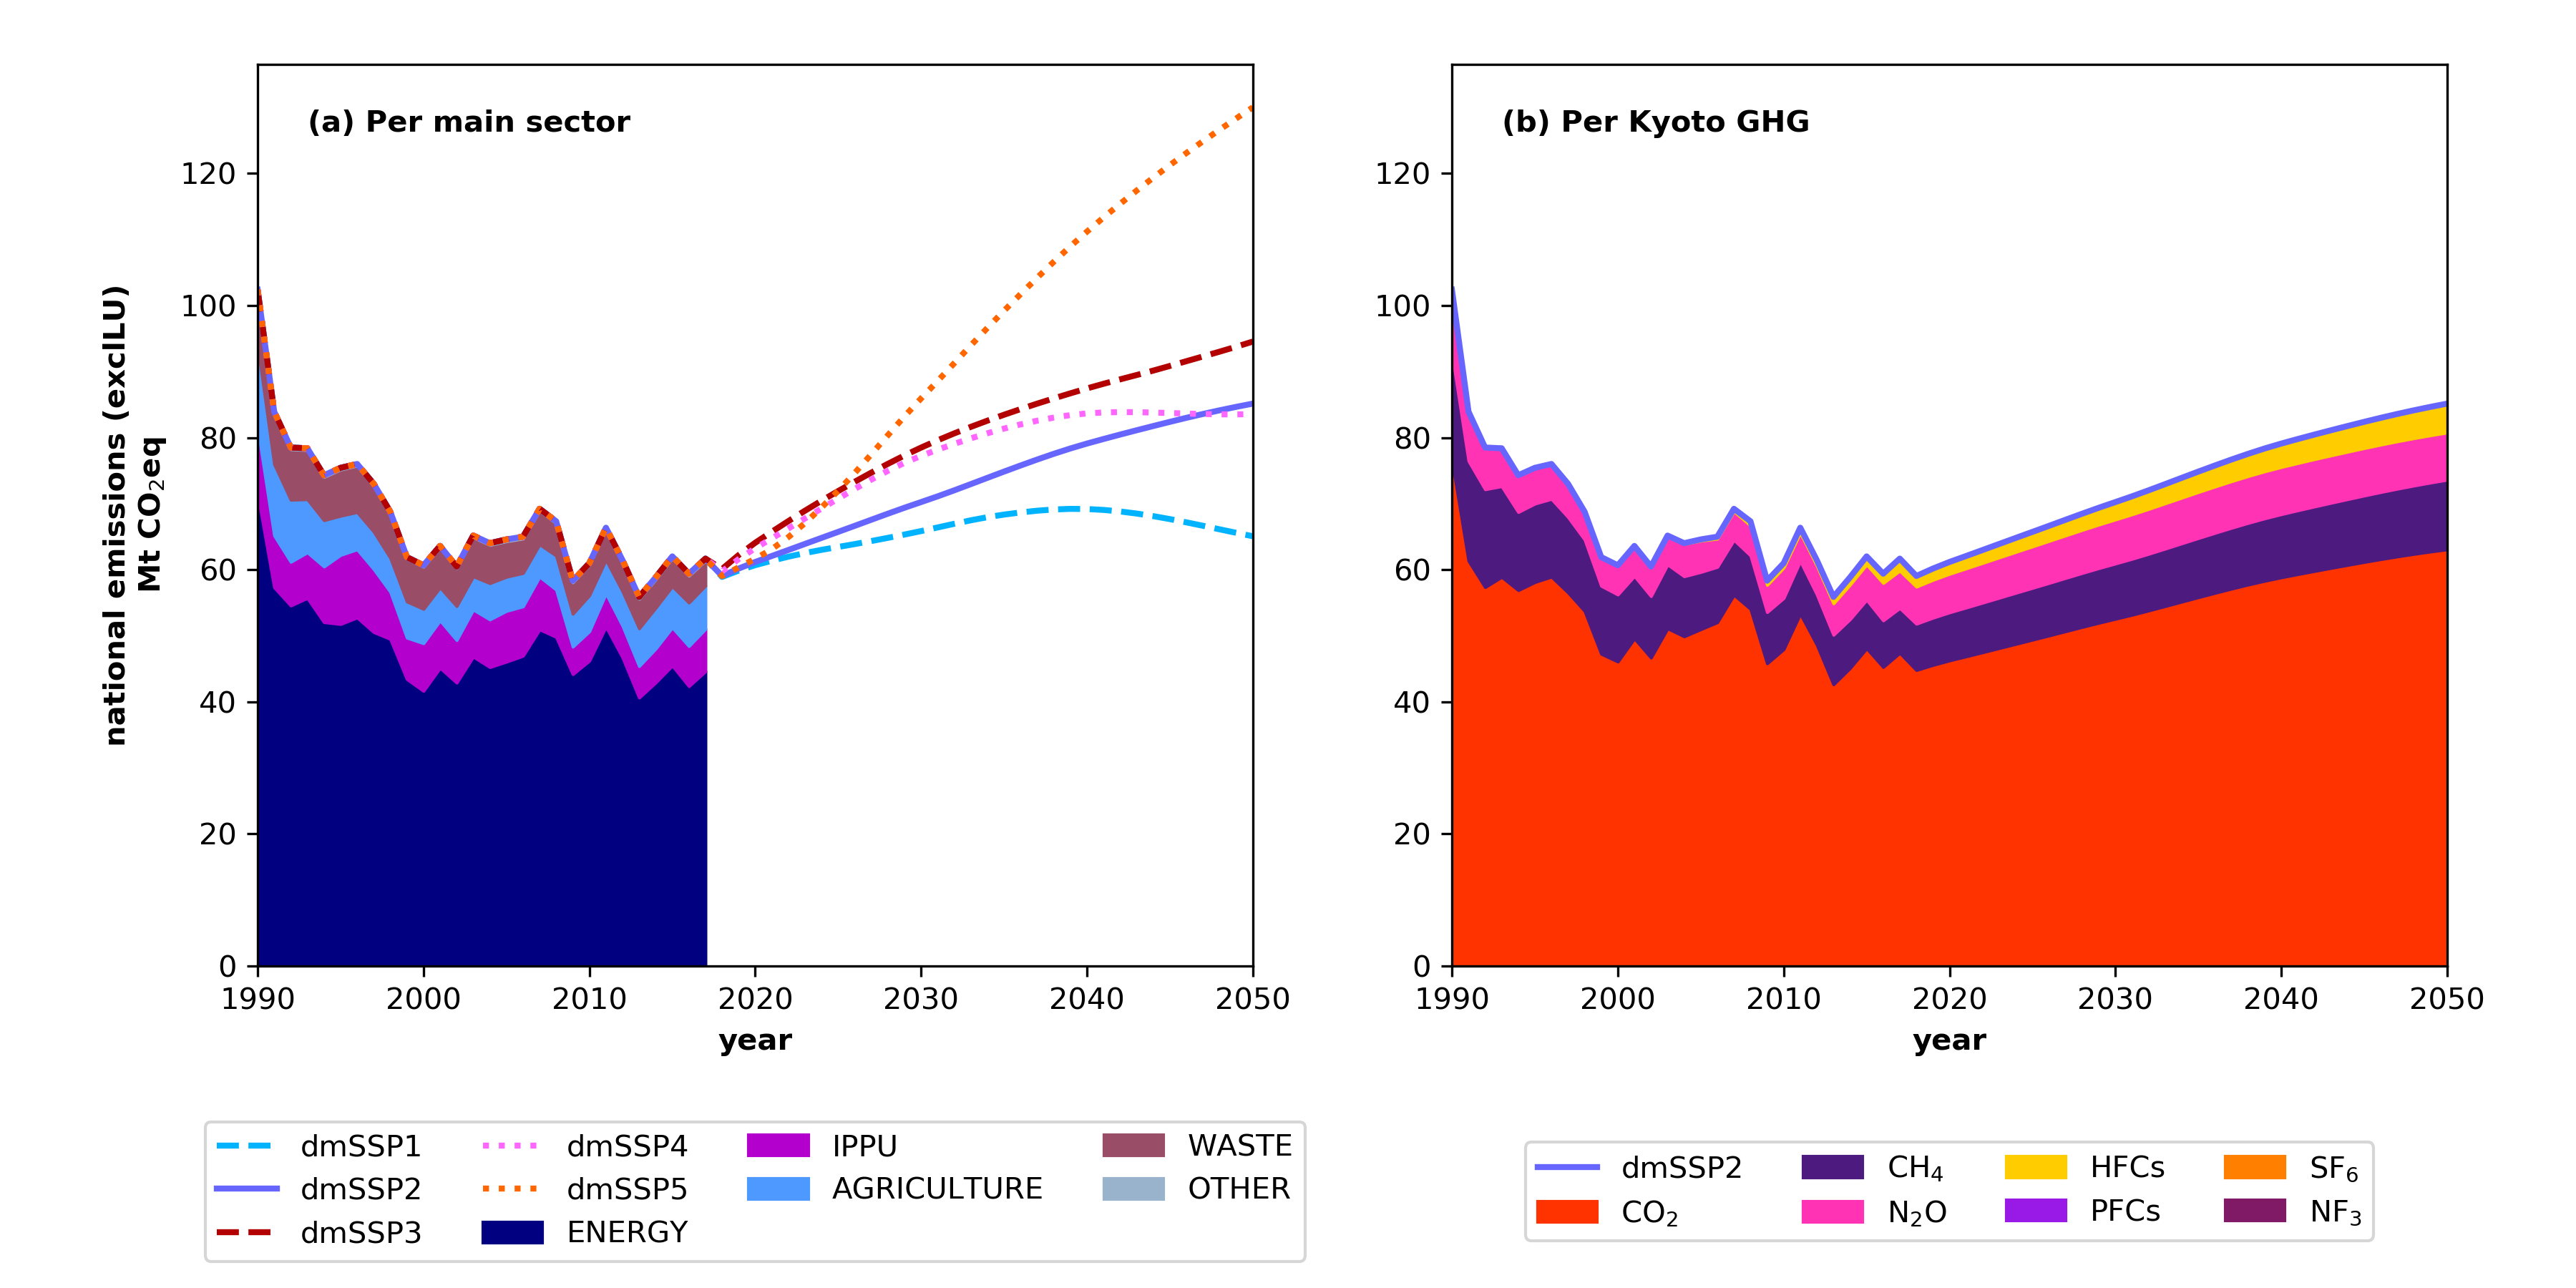 (a) Per main sector
national emissions (exclLU)
Mt CO₂eq
120
100
80
60
40
20
0
1990 2000 2010 2020 2030 2040 2050
year
dmSSP1 dmSSP4 IPPU WASTE
dmSSP2 dmSSP5 AGRICULTURE OTHER
dmSSP3 ENERGY
(b) Per Kyoto GHG
120
100
80
60
40
20
0
1990 2000 2010 2020 2030 2040 2050
year
dmSSP2 CH₄ HFCs SF₆
CO₂ N₂O PFCs NF₃